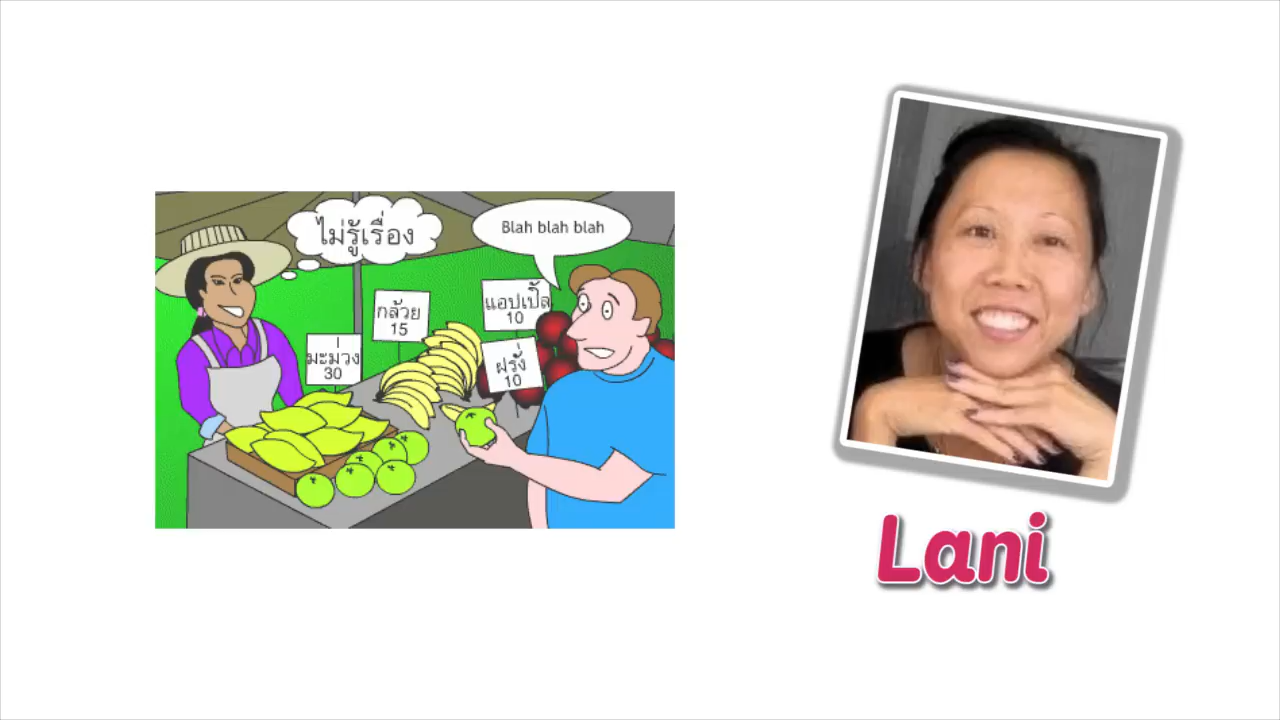 ไม่รู้เรื่อง
Blah blah blah
กล้วย
15
แอปเปิ้ล
10
มะม่วง
30
ฝรั่ง
10
Lani